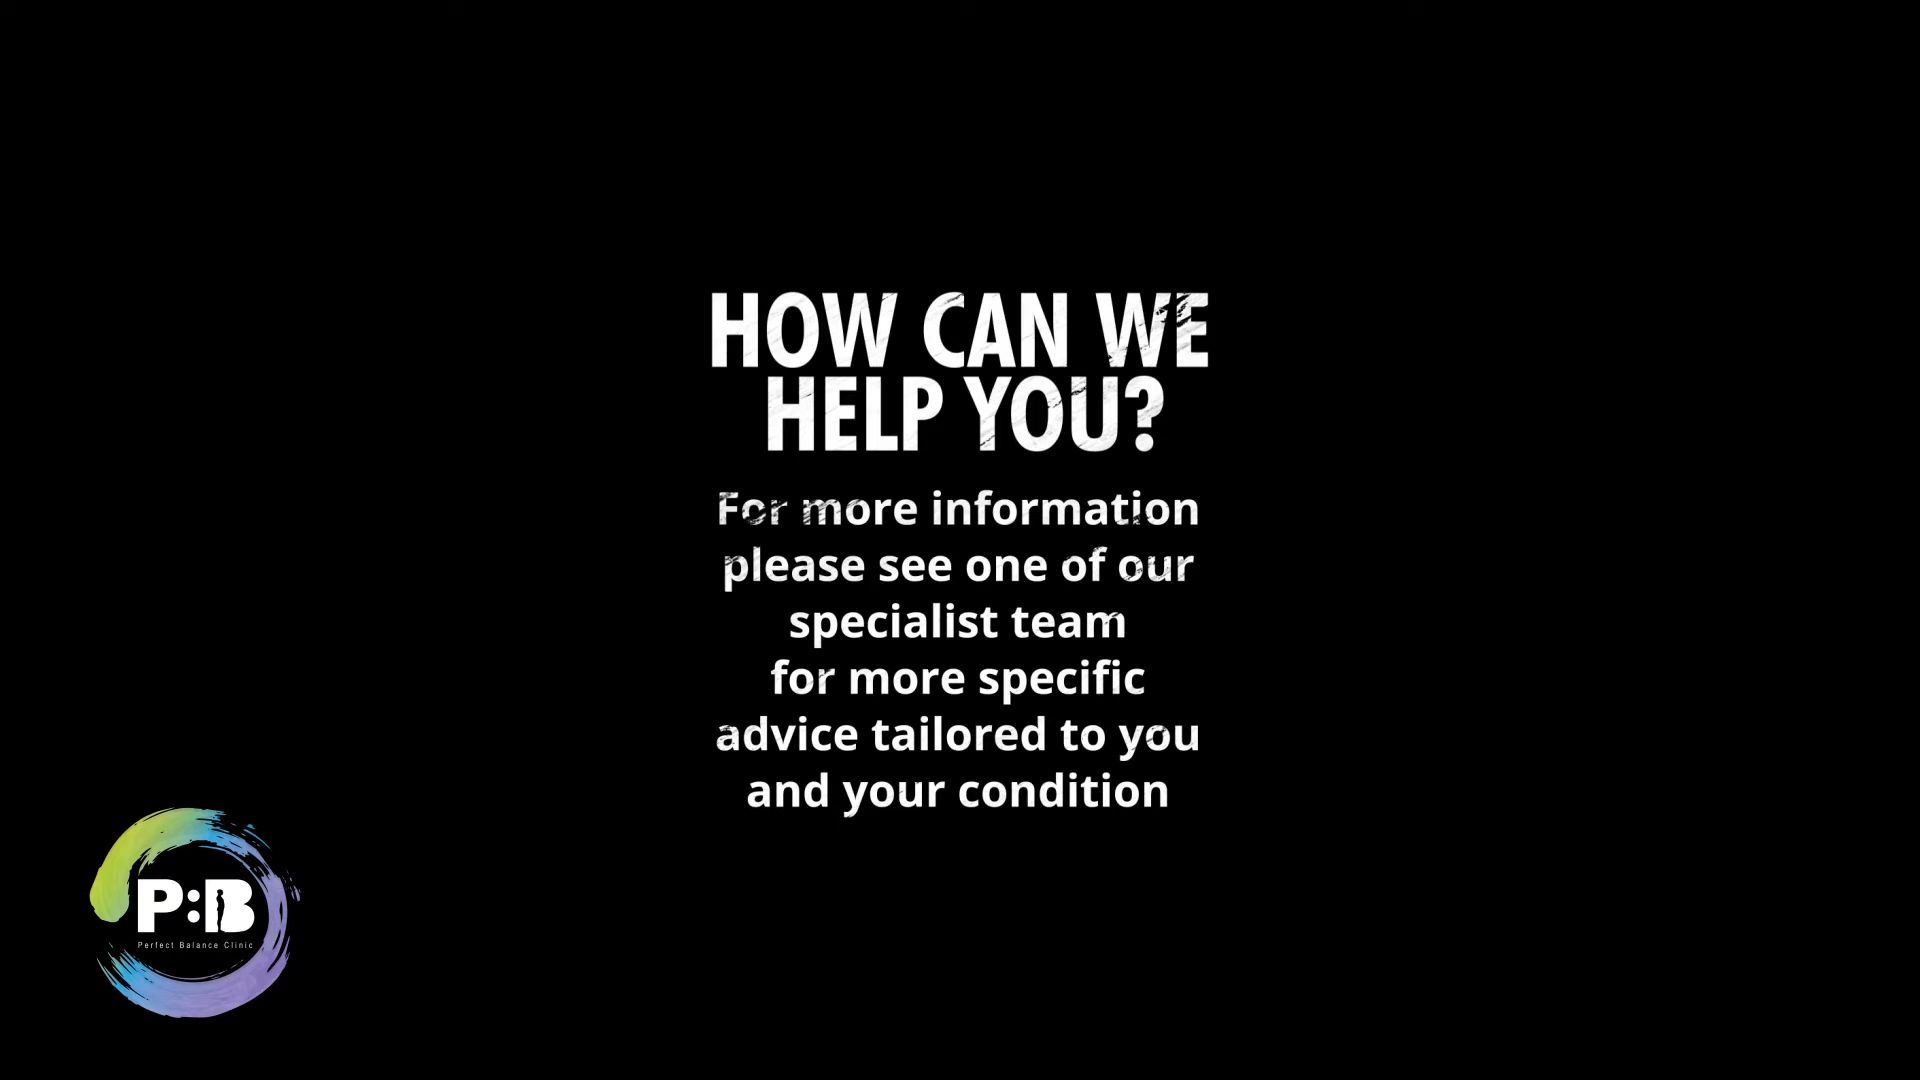 HOW CAN WE
HELP YOU?
For more information
please see one of our
specialist team
for more specific
advice tailored to you
and your condition
P:B
Perfect Balance Clinic